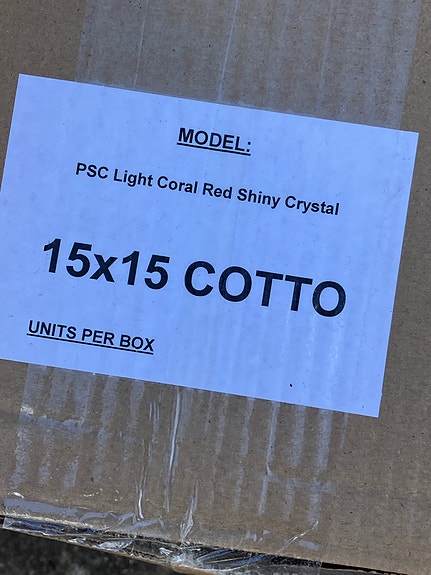 MODEL:
PSC Light Coral Red Shiny Crystal
15x15 COTTO
UNITS PER BOX